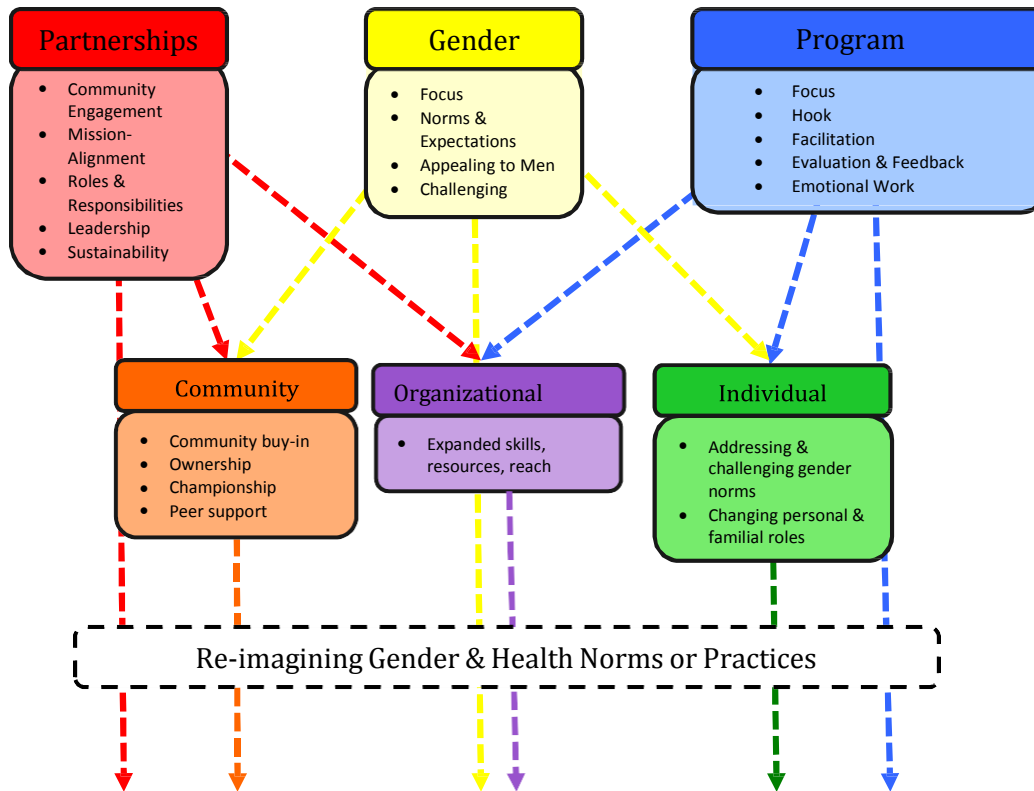 Partnerships
• Community
Engagement
• Mission-
Alignment
• Roles &
Responsibilities
• Leadership
• Sustainability
Gender
• Focus
• Norms &
Expectations
• Appealing to Men
• Challenging
Program
• Focus
• Hook
• Facilitation
• Evaluation & Feedback
• Emotional Work
Community
• Community buy-in
• Ownership
• Championship
• Peer support
Organizational
• Expanded skills,
resources, reach
Individual
• Addressing &
challenging gender
norms
• Changing personal &
familial roles
Re-imagining Gender & Health Norms or Practices